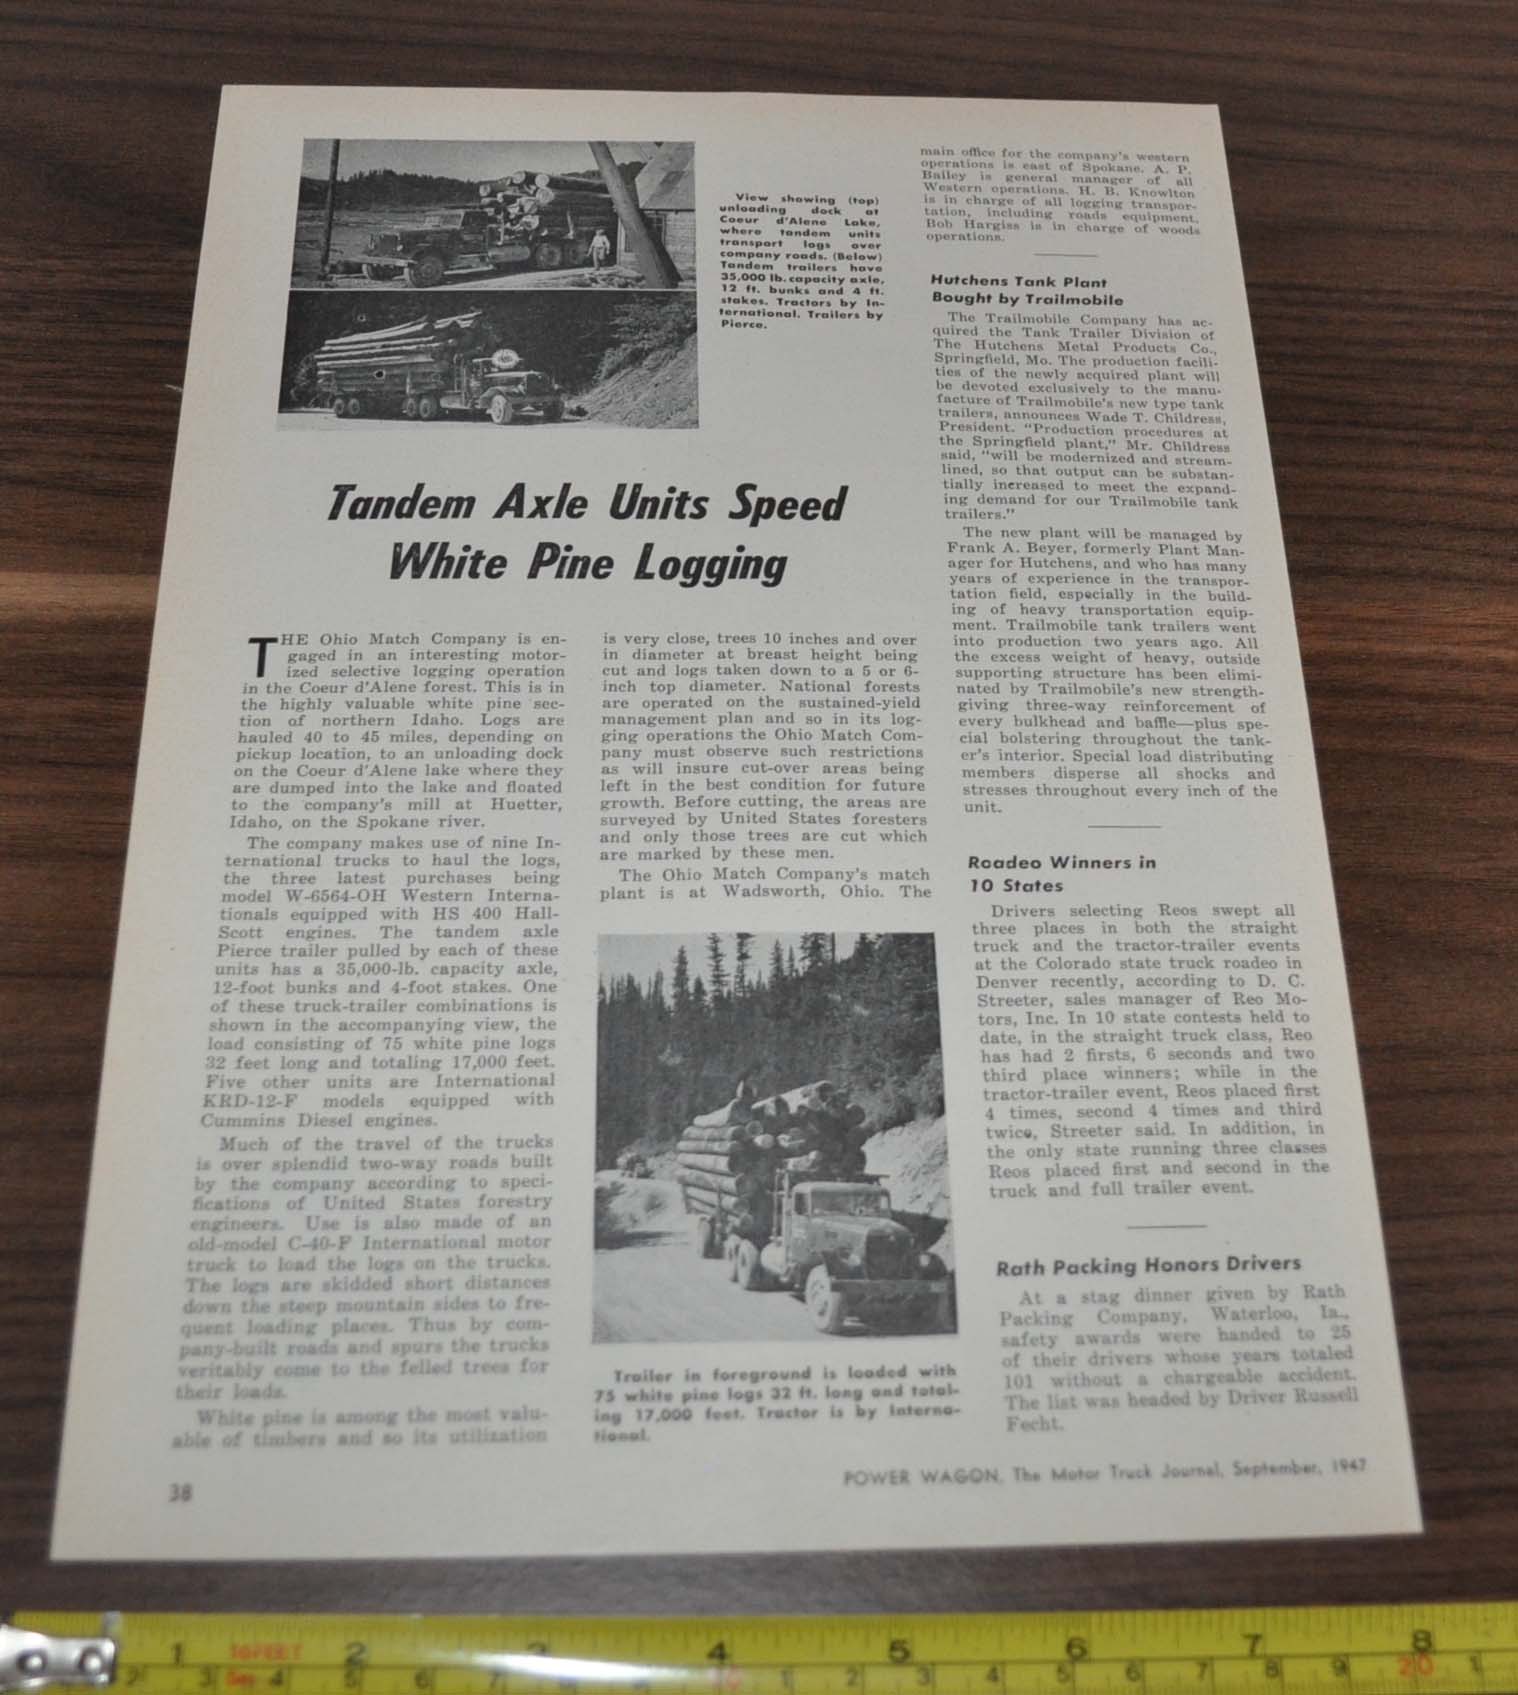 View showing (top)
unloading dock at
Coeur d'Alene Lake,
where tandem units
transport logs over
company roads. (Below)
Tandem trailers have
35,000 lb. capacity axle,
12 ft. bunks and 4 ft.
stakes. Tractors by In-
ternational. Trailers by
Pierce.
Tandem Axle Units Speed
White Pine Logging
THE Ohio Match Company is en-
gaged in an interesting motor-
ized selective logging operation
in the Coeur d'Alene forest. This is in
the highly valuable white pine sec-
tion of northern Idaho. Logs are
hauled 40 to 45 miles, depending on
pickup location, to an unloading dock
on the Coeur d'Alene lake where they
are dumped into the lake and floated
to the company's mill at Huetter,
Idaho, on the Spokane river.
The company makes use of nine In-
ternational trucks to haul the logs,
the three latest purchases being
model W-6564-OH Western Interna-
tionals equipped with HS 400 Hall-
Scott engines. The tandem axle
Pierce trailer pulled by each of these
units has a 35,000-lb. capacity axle,
12-foot bunks and 4-foot stakes. One
of these truck-trailer combinations is
shown in the accompanying view, the
load consisting of 75 white pine logs
32 feet long and totaling 17,000 feet.
Five other units are International
KRD-12-F models equipped with
Cummins Diesel engines.
Much of the travel of the trucks
is over splendid two-way roads built
by the company according to speci-
fications of United States forestry
engineers. Use is also made of an
old-model C-40-F International motor
truck to load the logs on the trucks.
The logs are skidded short distances
down the steep mountain sides to fre-
quent loading places. Thus by com-
pany-built roads and spurs the trucks
veritably come to the felled trees for
their loads.
White pine is among the most valu-
able of timbers and so its utilization
is very close, trees 10 inches and over
in diameter at breast height being
cut and logs taken down to a 5 or 6-
inch top diameter. National forests
are operated on the sustained-yield
management plan and so in its log-
ging operations the Ohio Match Com-
pany must observe such restrictions
as will insure cut-over areas being
left in the best condition for future
growth. Before cutting, the areas are
surveyed by United States foresters
and only those trees are cut which
are marked by these men.
The Ohio Match Company's match
plant is at Wadsworth, Ohio. The
Trailer in foreground is loaded with
75 white pine logs 32 ft. long and total-
ing 17,000 feet. Tractor is by Interna-
tional.
main office for the company's western
operations is east of Spokane. A. P.
Bailey is general manager of all
Western operations. H. B. Knowlton
is in charge of all logging transpor-
tation, including roads equipment.
Bob Hargiss is in charge of woods
operations.
Hutchens Tank Plant
Bought by Trailmobile
The Trailmobile Company has ac-
quired the Tank Trailer Division of
The Hutchens Metal Products Co.,
Springfield, Mo. The production facili-
ties of the newly acquired plant will
be devoted exclusively to the manu-
facture of Trailmobile's new type tank
trailers, announces Wade T. Childress,
President. "Production procedures at
the Springfield plant," Mr. Childress
said, "will be modernized and stream-
lined, so that output can be substan-
tially increased to meet the expand-
ing demand for our Trailmobile tank
trailers."
The new plant will be managed by
Frank A. Beyer, formerly Plant Man-
ager for Hutchens, and who has many
years of experience in the transpor-
tation field, especially in the build-
ing of heavy transportation equip-
ment. Trailmobile tank trailers went
into production two years ago. All
the excess weight of heavy, outside
supporting structure has been elimi-
nated by Trailmobile's new strength-
giving three-way reinforcement of
every bulkhead and baffle—plus spe-
cial bolstering throughout the tank-
er's interior. Special load distributing
members disperse all shocks and
stresses throughout every inch of the
unit.
Roadeo Winners in
10 States
Drivers selecting Reos swept all
three places in both the straight
truck and the tractor-trailer events
at the Colorado state truck roadeo in
Denver recently, according to D. C.
Streeter, sales manager of Reo Mo-
tors, Inc. In 10 state contests held to
date, in the straight truck class, Reo
has had 2 firsts, 6 seconds and two
third place winners; while in the
tractor-trailer event, Reos placed first
4 times, second 4 times and third
twice, Streeter said. In addition, in
the only state running three classes
Reos placed first and second in the
truck and full trailer event.
Rath Packing Honors Drivers
At a stag dinner given by Rath
Packing Company, Waterloo, Ia.,
safety awards were handed to 25
of their drivers whose years totaled
101 without a chargeable accident.
The list was headed by Driver Russell
Fecht.
38
POWER WAGON, The Motor Truck Journal, September, 1947
1 2 3 4 5 6 7 8
2 3 4 5 6 7 8 9 10 1 2 3 4 5 6 7 8 9 20 1